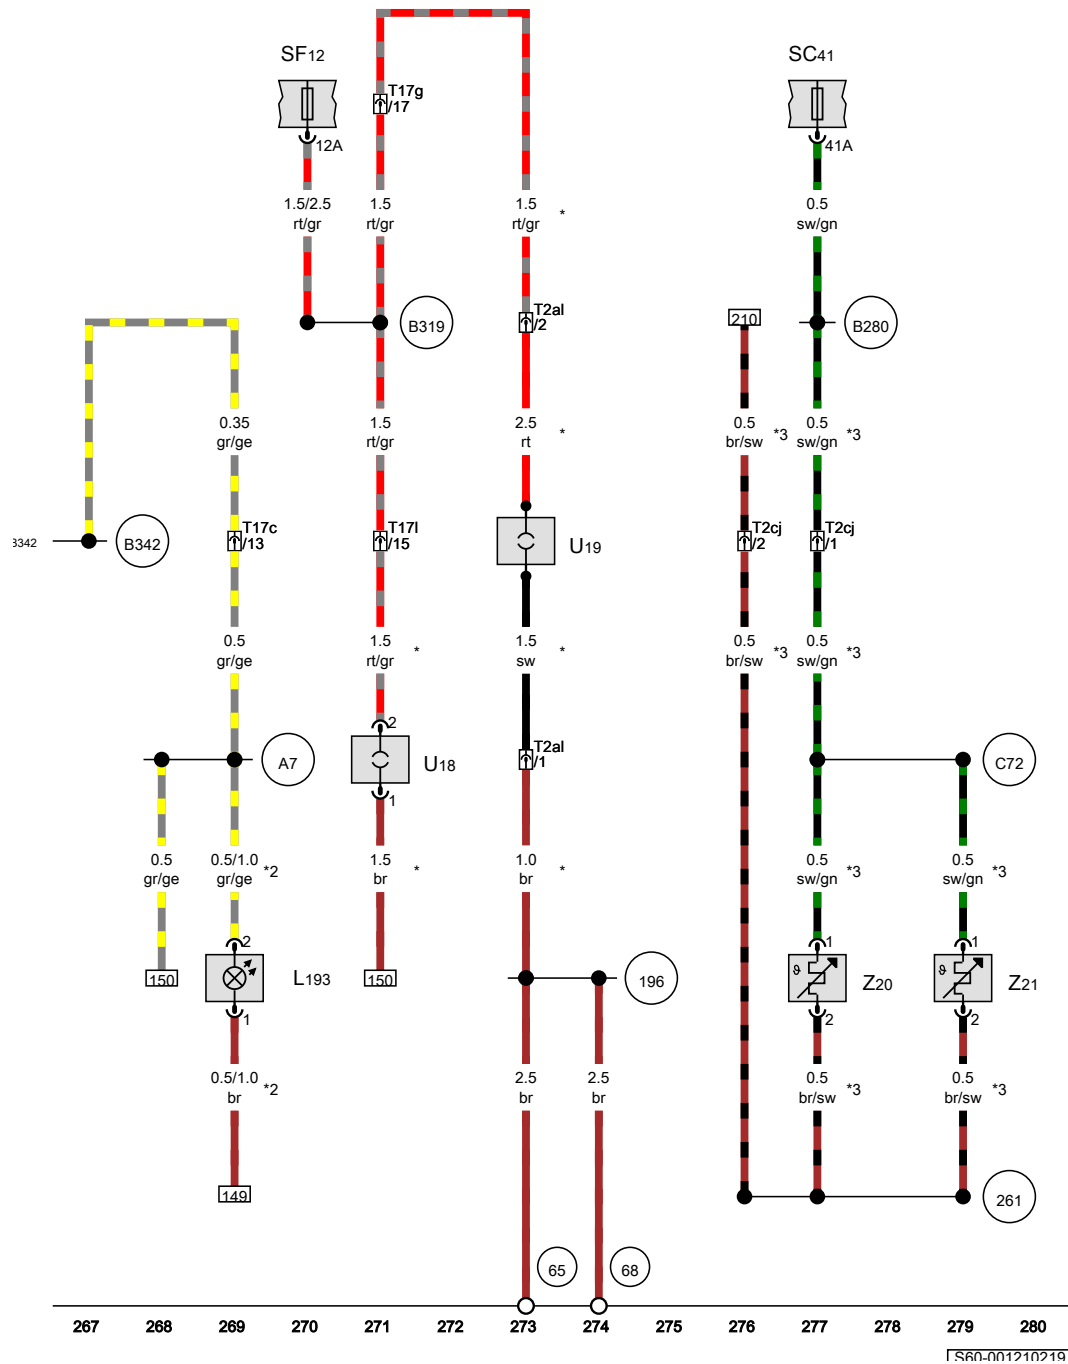 SF12
SC41
T17g
/17
12A
41A
1.5/2.5
rt/gr
1.5
rt/gr
1.5
rt/gr
*
0.5
sw/gn
B319
T2al
/2
210
B280
0.35
gr/ge
1.5
rt/gr
2.5
rt
*
0.5
br/sw
*3
0.5
sw/gn
*3
B342
B342
T17c
/13
T17l
/15
U19
T2cj
/2
T2cj
/1
0.5
gr/ge
1.5
rt/gr
*
1.5
sw
*
0.5
br/sw
*3
0.5
sw/gn
*3
2
A7
U18
T2al
/1
C72
1
0.5
gr/ge
0.5/1.0
gr/ge
*2
1.5
br
*
1.0
br
*
0.5
sw/gn
*3
0.5
sw/gn
*3
2
1
1
150
L193
150
196
ϑ
Z20
ϑ
Z21
1
2
2
0.5/1.0
br
*2
2.5
br
2.5
br
0.5
br/sw
*3
0.5
br/sw
*3
149
261
65
68
267 268 269 270 271 272 273 274 275 276 277 278 279 280
S60-001210219